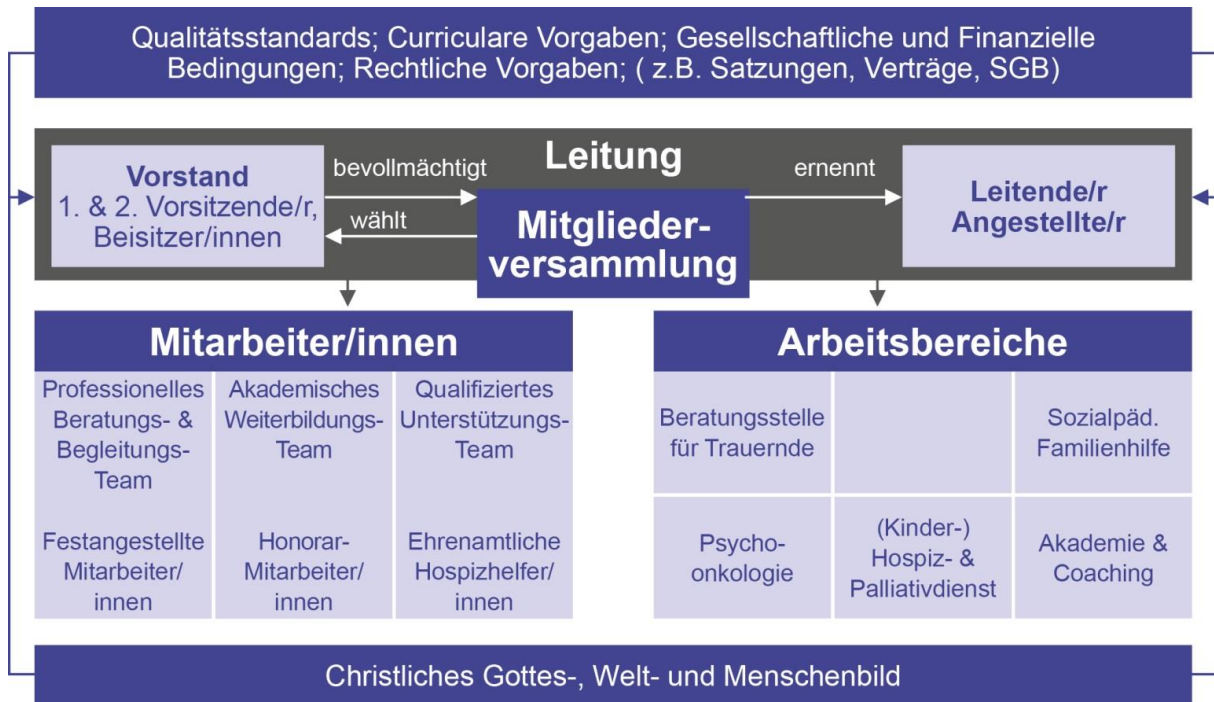 Qualitätsstandards; Curriculare Vorgaben; Gesellschaftliche und Finanzielle
Bedingungen; Rechtliche Vorgaben; ( z.B. Satzungen, Verträge, SGB)
Leitung
Vorstand
1. & 2. Vorsitzende/r,
Beisitzer/innen
bevollmächtigt
wählt
Mitglieder-
versammlung
ernennt
Leitende/r
Angestellte/r
Mitarbeiter/innen
Professionelles
Beratungs- &
Begleitungs-
Team
Akademisches
Weiterbildungs-
Team
Qualifiziertes
Unterstützungs-
Team
Festangestellte
Mitarbeiter/
innen
Honorar-
Mitarbeiter/
innen
Ehrenamtliche
Hospizhelfer/
innen
Arbeitsbereiche
Beratungsstelle
für Trauernde
Sozialpäd.
Familienhilfe
Psycho-
onkologie
(Kinder-)
Hospiz- &
Palliativdienst
Akademie &
Coaching
Christliches Gottes-, Welt- und Menschenbild